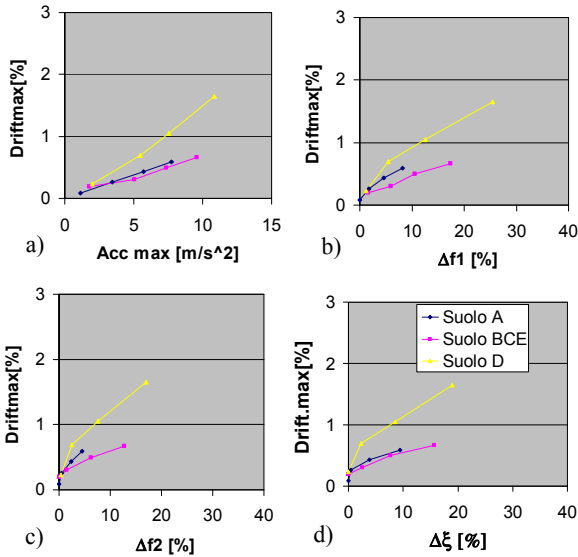 3
2
1
0
Driftmax[%]
0
5
10
15
a)
Acc max [m/s^2]
3
2
1
0
Driftmax[%]
0
10
20
30
40
b)
Δf1 [%]
3
2
1
0
Driftmax[%]
0
10
20
30
40
c)
Δf2 [%]
3
2
1
0
Drift.max[%]
Suolo A
Suolo BCE
Suolo D
0
10
20
30
40
d)
Δξ [%]